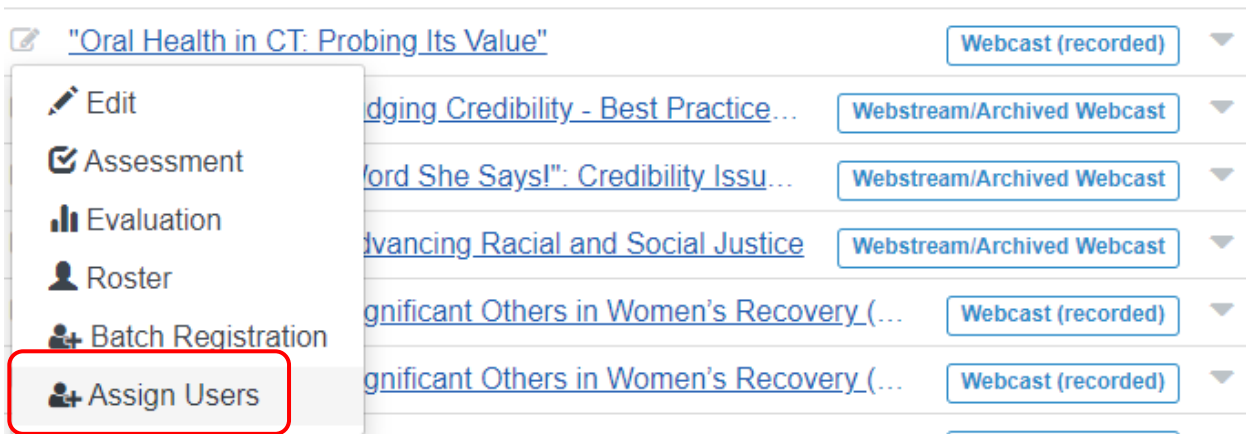 "Oral Health in CT: Probing Its Value" Webcast (recorded)
Edit
dging Credibility - Best Practice... Webstream/Archived Webcast
Assessment
ord She Says!": Credibility Issu... Webstream/Archived Webcast
Evaluation
dvancing Racial and Social Justice Webstream/Archived Webcast
Roster
gnificant Others in Women's Recovery (... Webcast (recorded)
Batch Registration
gnificant Others in Women's Recovery (... Webcast (recorded)
Assign Users